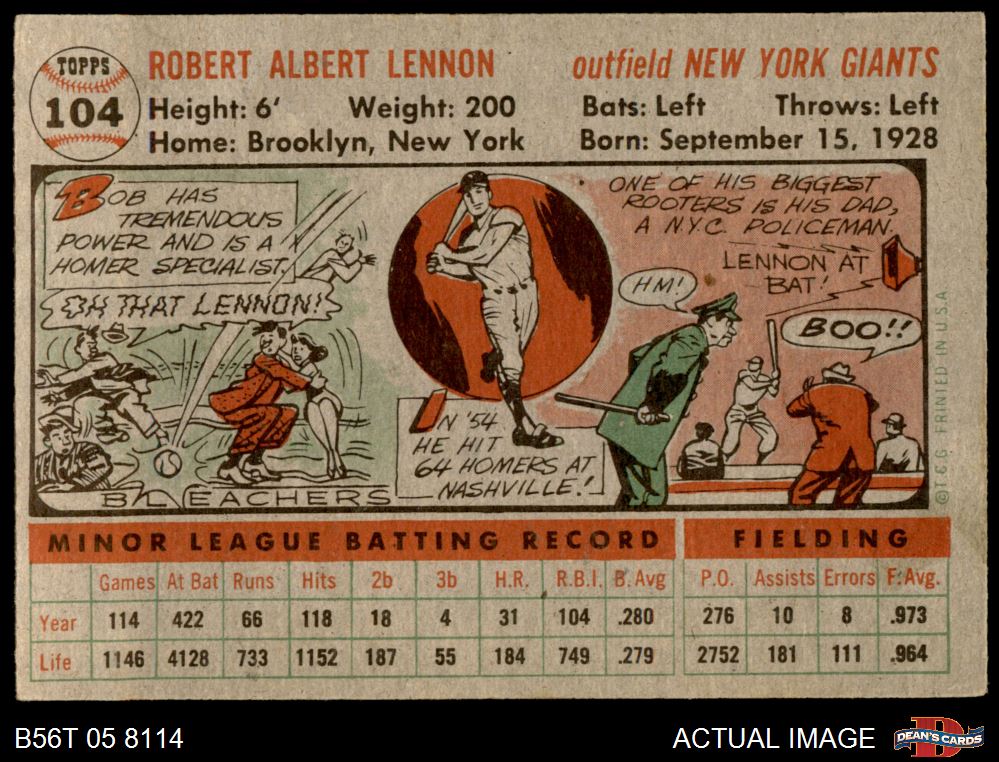 TOPPS
104
ROBERT ALBERT LENNON
outfield NEW YORK GIANTS
Height: 6' Weight: 200 Bats: Left Throws: Left
Home: Brooklyn, New York Born: September 15, 1928
BOB HAS
TREMENDOUS
POWER AND IS A
HOMER SPECIALIST.
OH THAT LENNON!
BLEACHERS
IN '54
HE HIT
64 HOMERS AT
NASHVILLE!
ONE OF HIS BIGGEST
ROOTERS IS HIS DAD,
A N.Y.C. POLICEMAN.
LENNON AT
BAT!
HM!
BOO!!
©T.C.G. PRINTED IN U.S.A
MINOR LEAGUE BATTING RECORD FIELDING
Games At Bat Runs Hits 2b 3b H.R. R.B.I. B. Avg P.O. Assists Errors F. Avg.
Year 114 422 66 118 18 4 31 104 .280 276 10 8 .973
Life 1146 4128 733 1152 187 55 184 749 .279 2752 181 111 .964
B56T 05 8114
ACTUAL IMAGE
DEAN'S CARDS